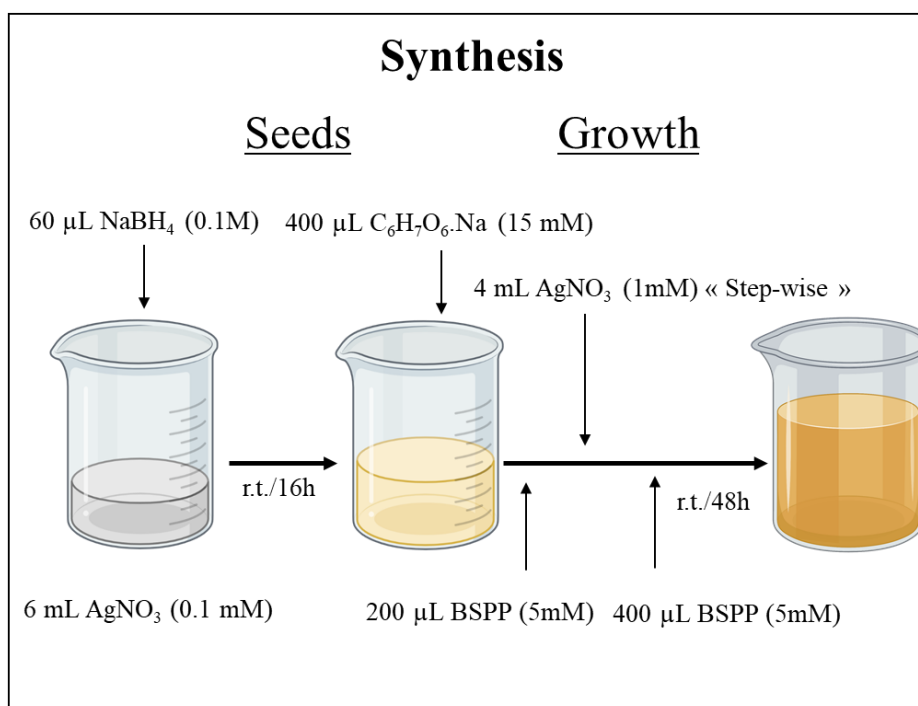 Synthesis
Seeds
Growth
60 µL NaBH₄ (0.1M)
400 µL C₆H₇O₆.Na (15 mM)
4 mL AgNO₃ (1mM) « Step-wise »
r.t./16h
r.t./48h
6 mL AgNO₃ (0.1 mM)
200 µL BSPP (5mM)
400 µL BSPP (5mM)